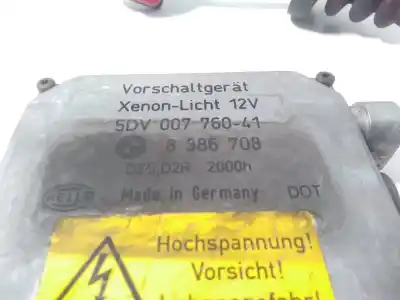 Vorschaltgerät
Xenon-Licht 12V
5DV 007 760-41
8 386 708
D2S,D2R 2000h
HELLA Made in Germany DOT
Hochspannung!
Vorsicht!
Lebensgefahr!